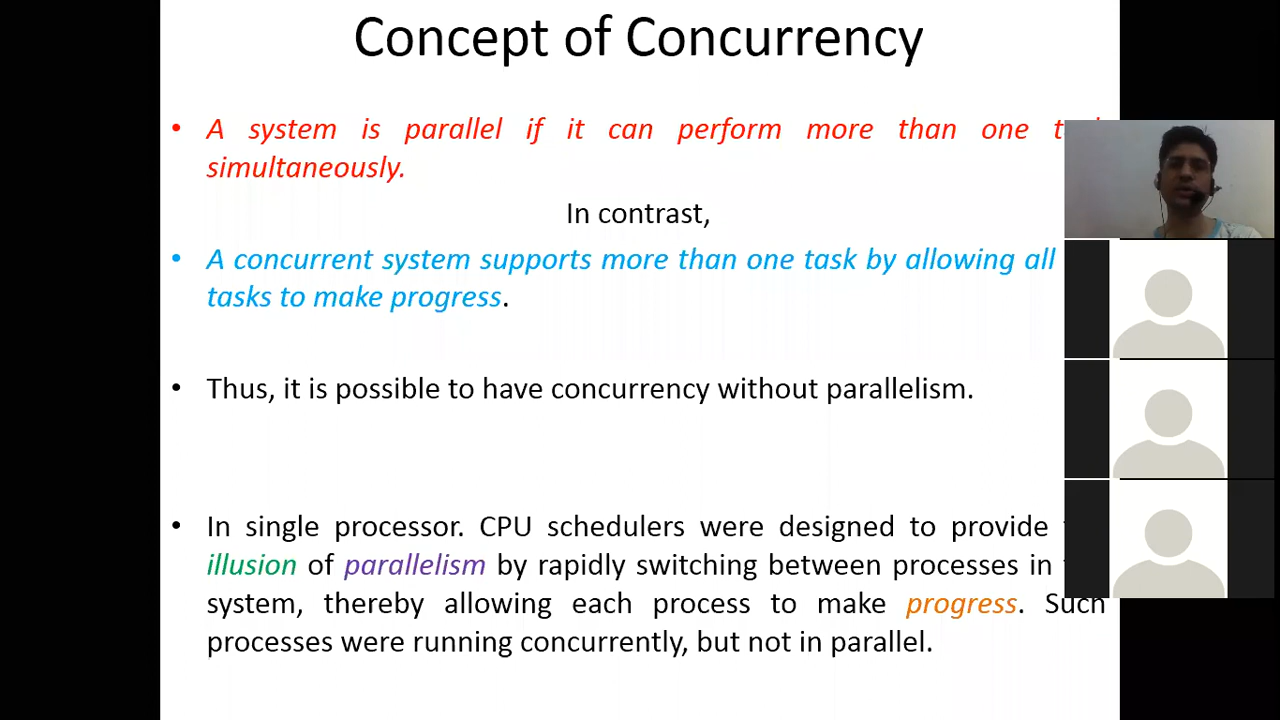 Concept of Concurrency
• A system is parallel if it can perform more than one
simultaneously.
In contrast,
• A concurrent system supports more than one task by allowing all
tasks to make progress.
• Thus, it is possible to have concurrency without parallelism.
• In single processor. CPU schedulers were designed to provide
illusion of parallelism by rapidly switching between processes in
system, thereby allowing each process to make progress. Such
processes were running concurrently, but not in parallel.